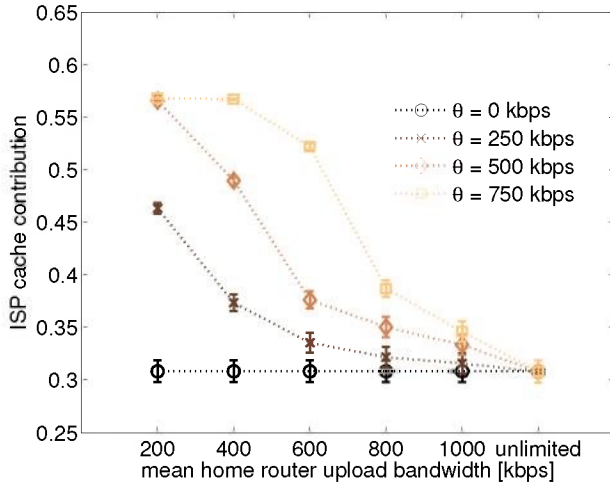 0.65
0.6
0.55
0.5
0.45
0.4
0.35
0.3
0.25
ISP cache contribution
θ = 0 kbps
θ = 250 kbps
θ = 500 kbps
θ = 750 kbps
200 400 600 800 1000 unlimited
mean home router upload bandwidth [kbps]